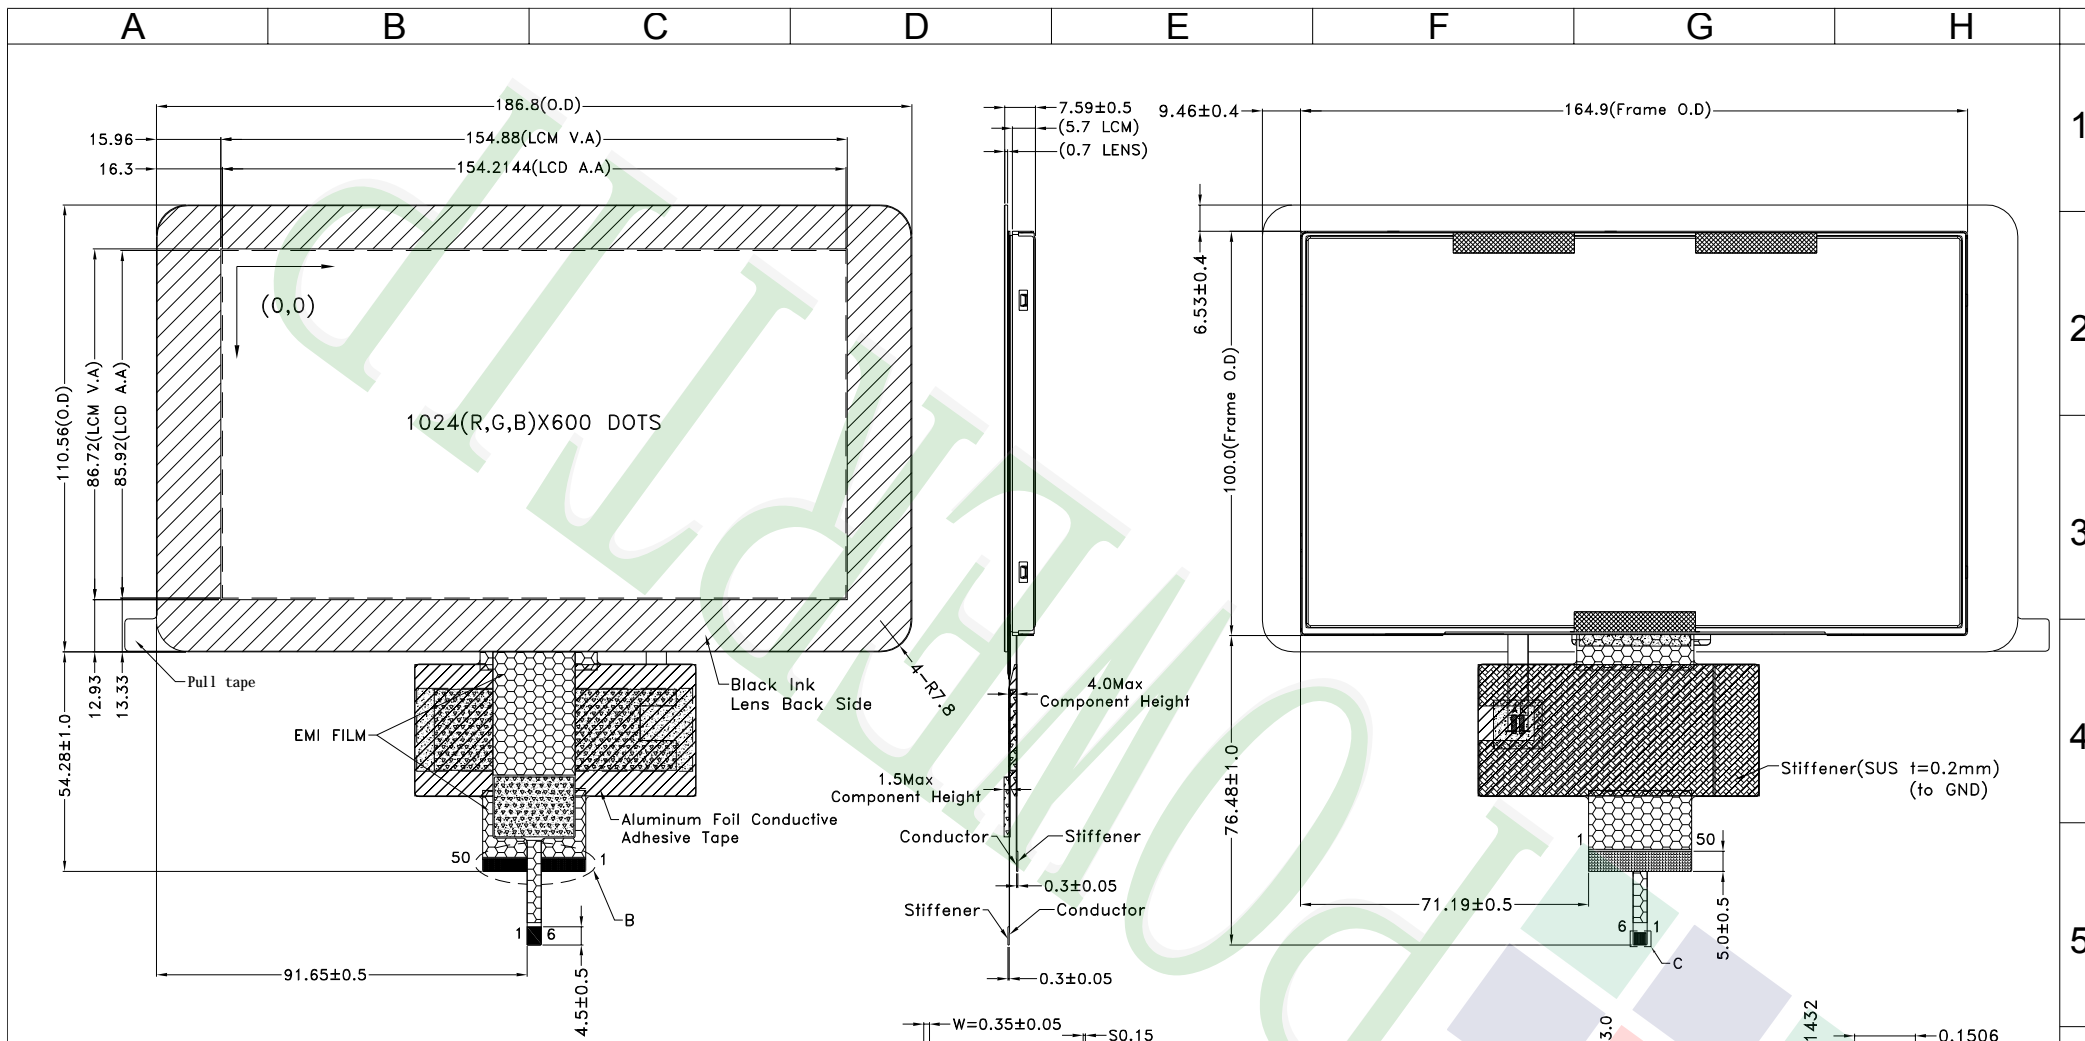 A B C D E F G H
1
2
3
4
5
186.8(O.D)
15.96
154.88(LCM V.A)
16.3
154.2144(LCD A.A)
110.56(O.D)
86.72(LCM V.A)
85.92(LCD A.A)
(0,0)
1024(R,G,B)X600 DOTS
12.93
13.33
54.28±1.0
Pull tape
EMI FILM
Black Ink
Lens Back Side
4-R7.8
Aluminum Foil Conductive
Adhesive Tape
50
1
B
1
6
91.65±0.5
4.5±0.5
7.59±0.5
(5.7 LCM)
(0.7 LENS)
4.0Max
Component Height
1.5Max
Component Height
Conductor
Stiffener
0.3±0.05
Stiffener
Conductor
0.3±0.05
W=0.35±0.05
S0.15
9.46±0.4
164.9(Frame O.D)
6.53±0.4
100.0(Frame O.D)
76.48±1.0
Stiffener(SUS t=0.2mm)
(to GND)
1
50
71.19±0.5
5.0±0.5
6
1
C
3.0
1432
0.1506
POWERTIP